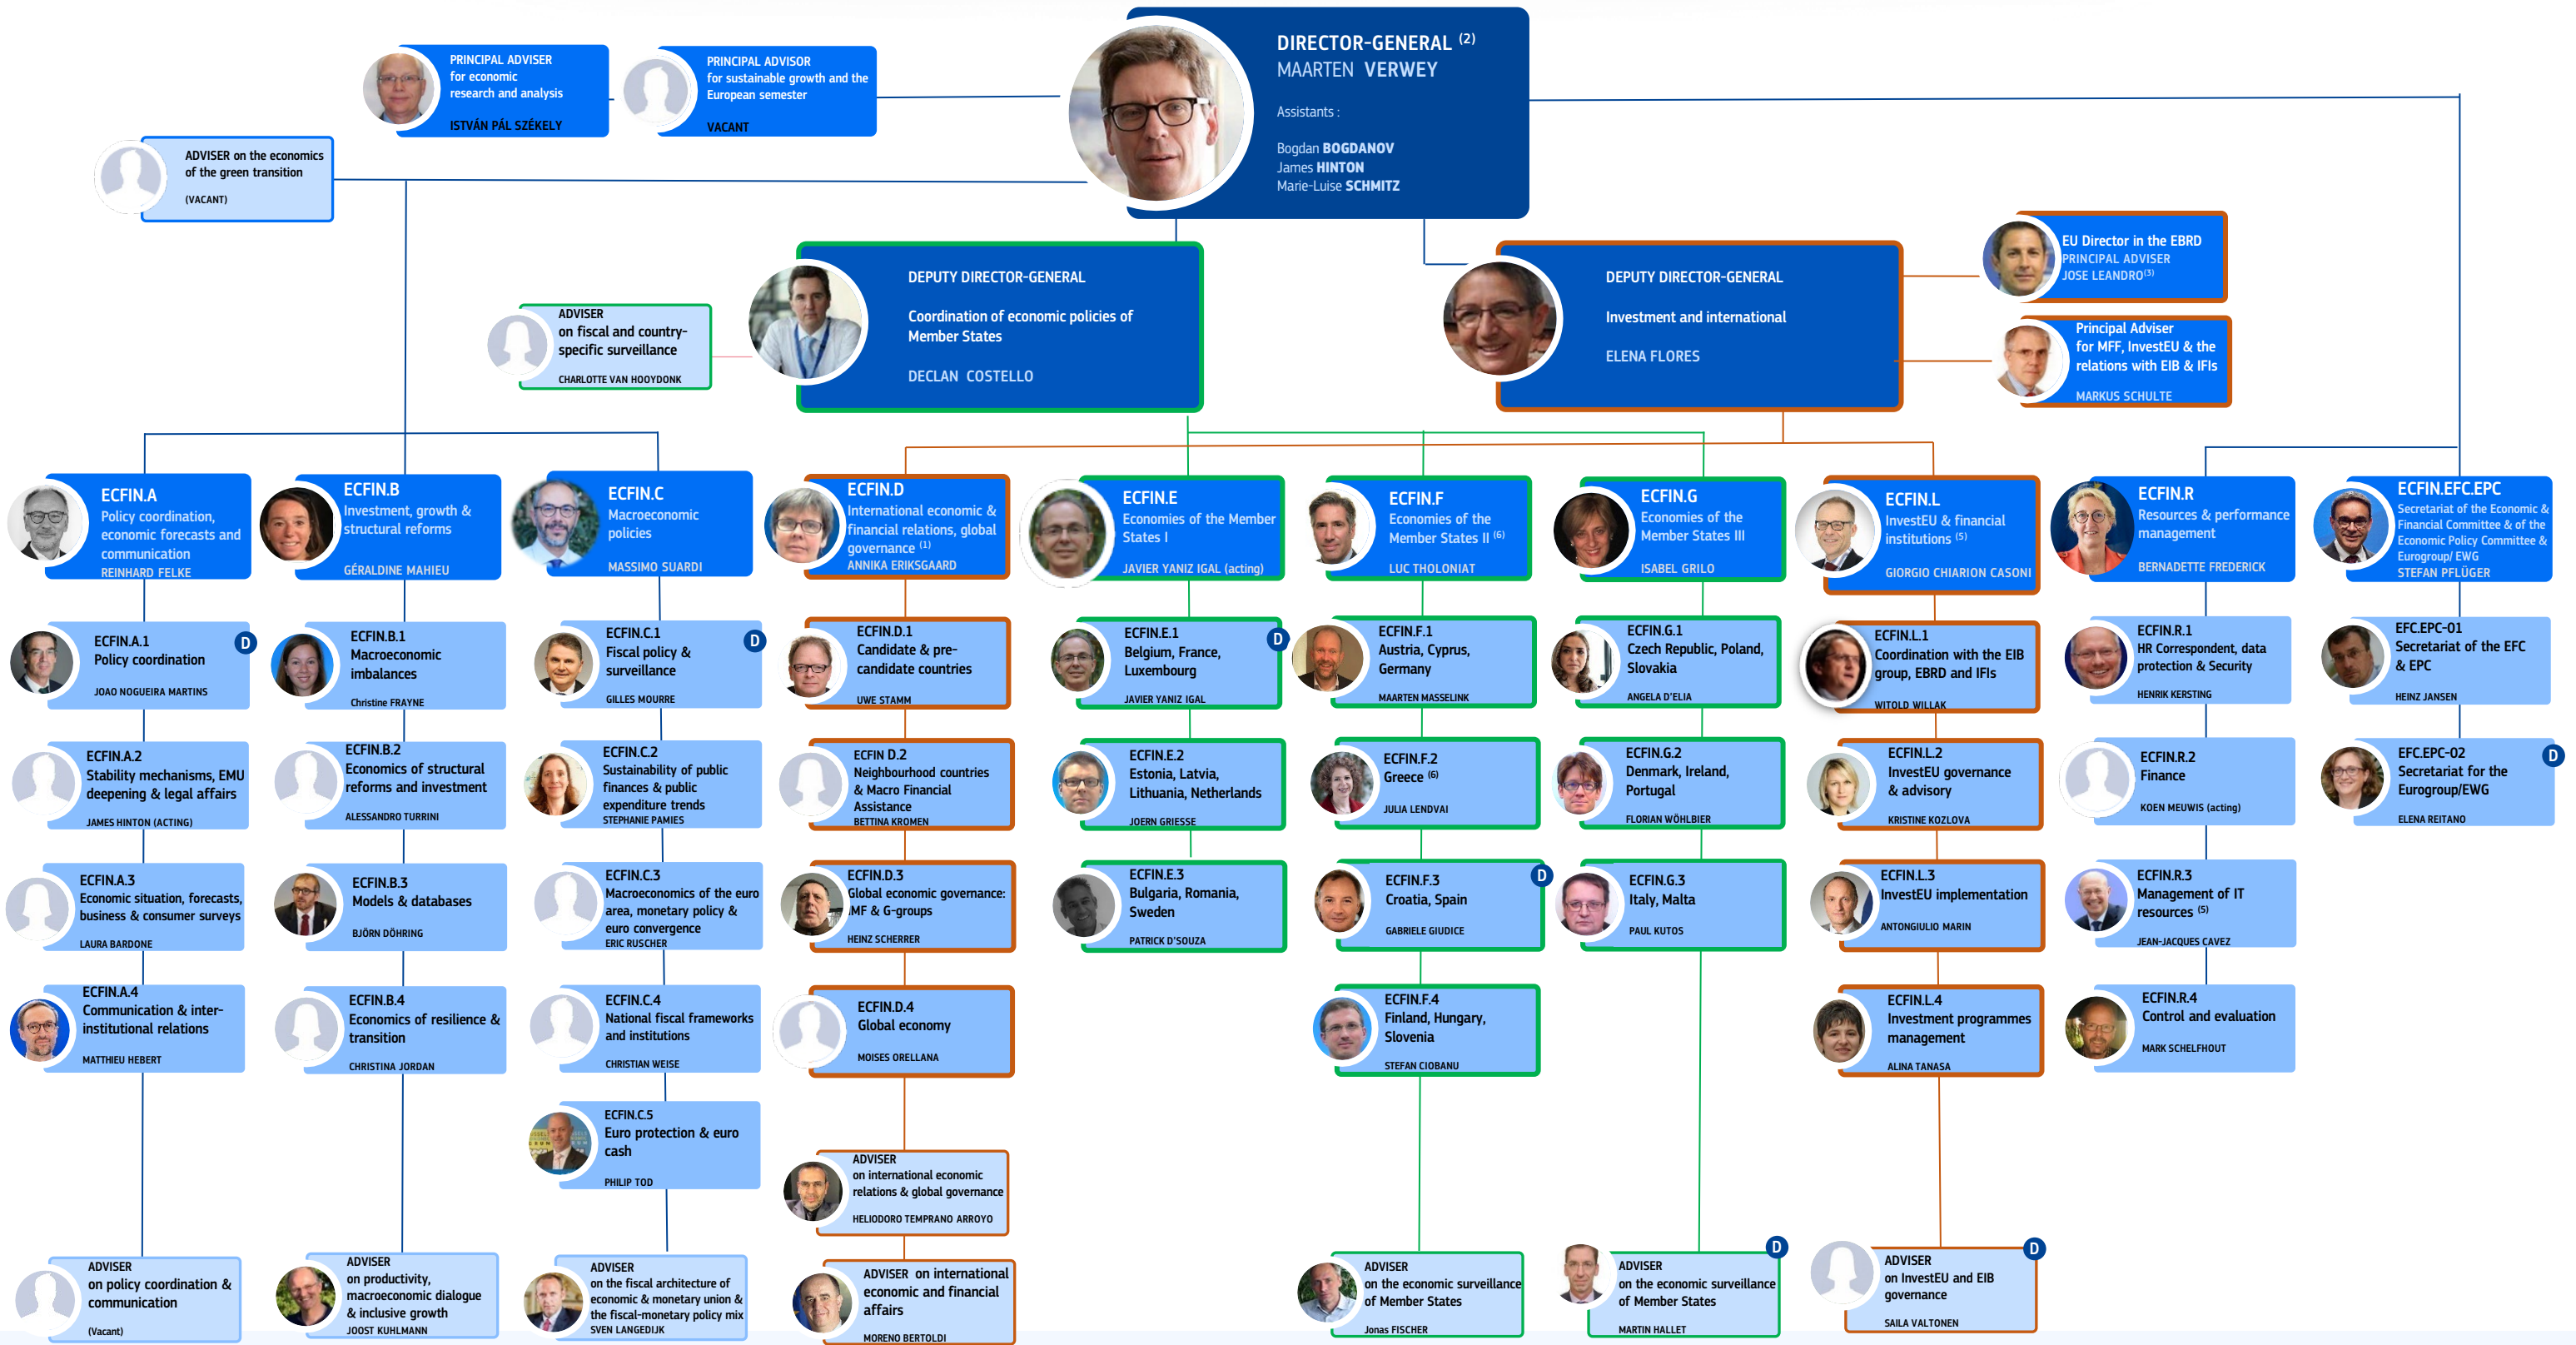 DIRECTOR-GENERAL (2)
MAARTEN VERWEY
Assistants :
Bogdan BOGDANOV
James HINTON
Marie-Luise SCHMITZ
PRINCIPAL ADVISER
for economic
research and analysis
ISTVÁN PÁL SZÉKELY
PRINCIPAL ADVISOR
for sustainable growth and the
European semester
VACANT
ADVISER on the economics
of the green transition
(VACANT)
ADVISER
on fiscal and country-
specific surveillance
CHARLOTTE VAN HOOYDONK
DEPUTY DIRECTOR-GENERAL
Coordination of economic policies of
Member States
DECLAN COSTELLO
DEPUTY DIRECTOR-GENERAL
Investment and international
ELENA FLORES
EU Director in the EBRD
PRINCIPAL ADVISER
JOSE LEANDRO(3)
Principal Adviser
for MFF, InvestEU & the
relations with EIB & IFIs
MARKUS SCHULTE
ECFIN.A
Policy coordination,
economic forecasts and
communication
REINHARD FELKE
ECFIN.B
Investment, growth &
structural reforms
GÉRALDINE MAHIEU
ECFIN.C
Macroeconomic
policies
MASSIMO SUARDI
ECFIN.D
International economic &
financial relations, global
governance (1)
ANNIKA ERIKSGAARD
ECFIN.E
Economies of the Member
States I
JAVIER YANIZ IGAL (acting)
ECFIN.F
Economies of the
Member States II (6)
LUC THOLONIAT
ECFIN.G
Economies of the
Member States III
ISABEL GRILO
ECFIN.L
InvestEU & financial
institutions (5)
GIORGIO CHIARION CASONI
ECFIN.R
Resources & performance
management
BERNADETTE FREDERICK
ECFIN.EFC.EPC
Secretariat of the Economic &
Financial Committee & of the
Economic Policy Committee &
Eurogroup/ EWG
STEFAN PFLÜGER
ECFIN.A.1
Policy coordination
JOAO NOGUEIRA MARTINS
D
ECFIN.B.1
Macroeconomic
imbalances
Christine FRAYNE
ECFIN.C.1
Fiscal policy &
surveillance
GILLES MOURRE
D
ECFIN.D.1
Candidate & pre-
candidate countries
UWE STAMM
ECFIN.E.1
Belgium, France,
Luxembourg
JAVIER YANIZ IGAL
D
ECFIN.F.1
Austria, Cyprus,
Germany
MAARTEN MASSELINK
ECFIN.G.1
Czech Republic, Poland,
Slovakia
ANGELA D'ELIA
ECFIN.L.1
Coordination with the EIB
group, EBRD and IFIs
WITOLD WILLAK
ECFIN.R.1
HR Correspondent, data
protection & Security
HENRIK KERSTING
EFC.EPC-01
Secretariat of the EFC
& EPC
HEINZ JANSEN
ECFIN.A.2
Stability mechanisms, EMU
deepening & legal affairs
JAMES HINTON (ACTING)
ECFIN.B.2
Economics of structural
reforms and investment
ALESSANDRO TURRINI
ECFIN.C.2
Sustainability of public
finances & public
expenditure trends
STEPHANIE PAMIES
ECFIN D.2
Neighbourhood countries
& Macro Financial
Assistance
BETTINA KROMEN
ECFIN.E.2
Estonia, Latvia,
Lithuania, Netherlands
JOERN GRIESSE
ECFIN.F.2
Greece (6)
JULIA LENDVAI
ECFIN.G.2
Denmark, Ireland,
Portugal
FLORIAN WÖHLBIER
ECFIN.L.2
InvestEU governance
& advisory
KRISTINE KOZLOVA
ECFIN.R.2
Finance
KOEN MEUWIS (acting)
EFC.EPC-02
Secretariat for the
Eurogroup/EWG
ELENA REITANO
D
ECFIN.A.3
Economic situation, forecasts,
business & consumer surveys
LAURA BARDONE
ECFIN.B.3
Models & databases
BJÖRN DÖHRING
ECFIN.C.3
Macroeconomics of the euro
area, monetary policy &
euro convergence
ERIC RUSCHER
ECFIN.D.3
Global economic governance:
IMF & G-groups
HEINZ SCHERRER
ECFIN.E.3
Bulgaria, Romania,
Sweden
PATRICK D'SOUZA
ECFIN.F.3
Croatia, Spain
GABRIELE GIUDICE
D
ECFIN.G.3
Italy, Malta
PAUL KUTOS
ECFIN.L.3
InvestEU implementation
ANTONGIULIO MARIN
ECFIN.R.3
Management of IT
resources (5)
JEAN-JACQUES CAVEZ
ECFIN.A.4
Communication & inter-
institutional relations
MATTHIEU HEBERT
ECFIN.B.4
Economics of resilience &
transition
CHRISTINA JORDAN
ECFIN.C.4
National fiscal frameworks
and institutions
CHRISTIAN WEISE
ECFIN.D.4
Global economy
MOISES ORELLANA
ECFIN.F.4
Finland, Hungary,
Slovenia
STEFAN CIOBANU
ECFIN.L.4
Investment programmes
management
ALINA TANASA
ECFIN.R.4
Control and evaluation
MARK SCHELFHOUT
ECFIN.C.5
Euro protection & euro
cash
PHILIP TOD
ADVISER
on international economic
relations & global governance
HELIODORO TEMPRANO ARROYO
ADVISER
on policy coordination &
communication
(Vacant)
ADVISER
on productivity,
macroeconomic dialogue
& inclusive growth
JOOST KUHLMANN
ADVISER
on the fiscal architecture of
economic & monetary union &
the fiscal-monetary policy mix
SVEN LANGEDIJK
ADVISER on international
economic and financial
affairs
MORENO BERTOLDI
ADVISER
on the economic surveillance
of Member States
Jonas FISCHER
ADVISER
on the economic surveillance
of Member States
MARTIN HALLET
D
ADVISER
on InvestEU and EIB
governance
SAILA VALTONEN
D